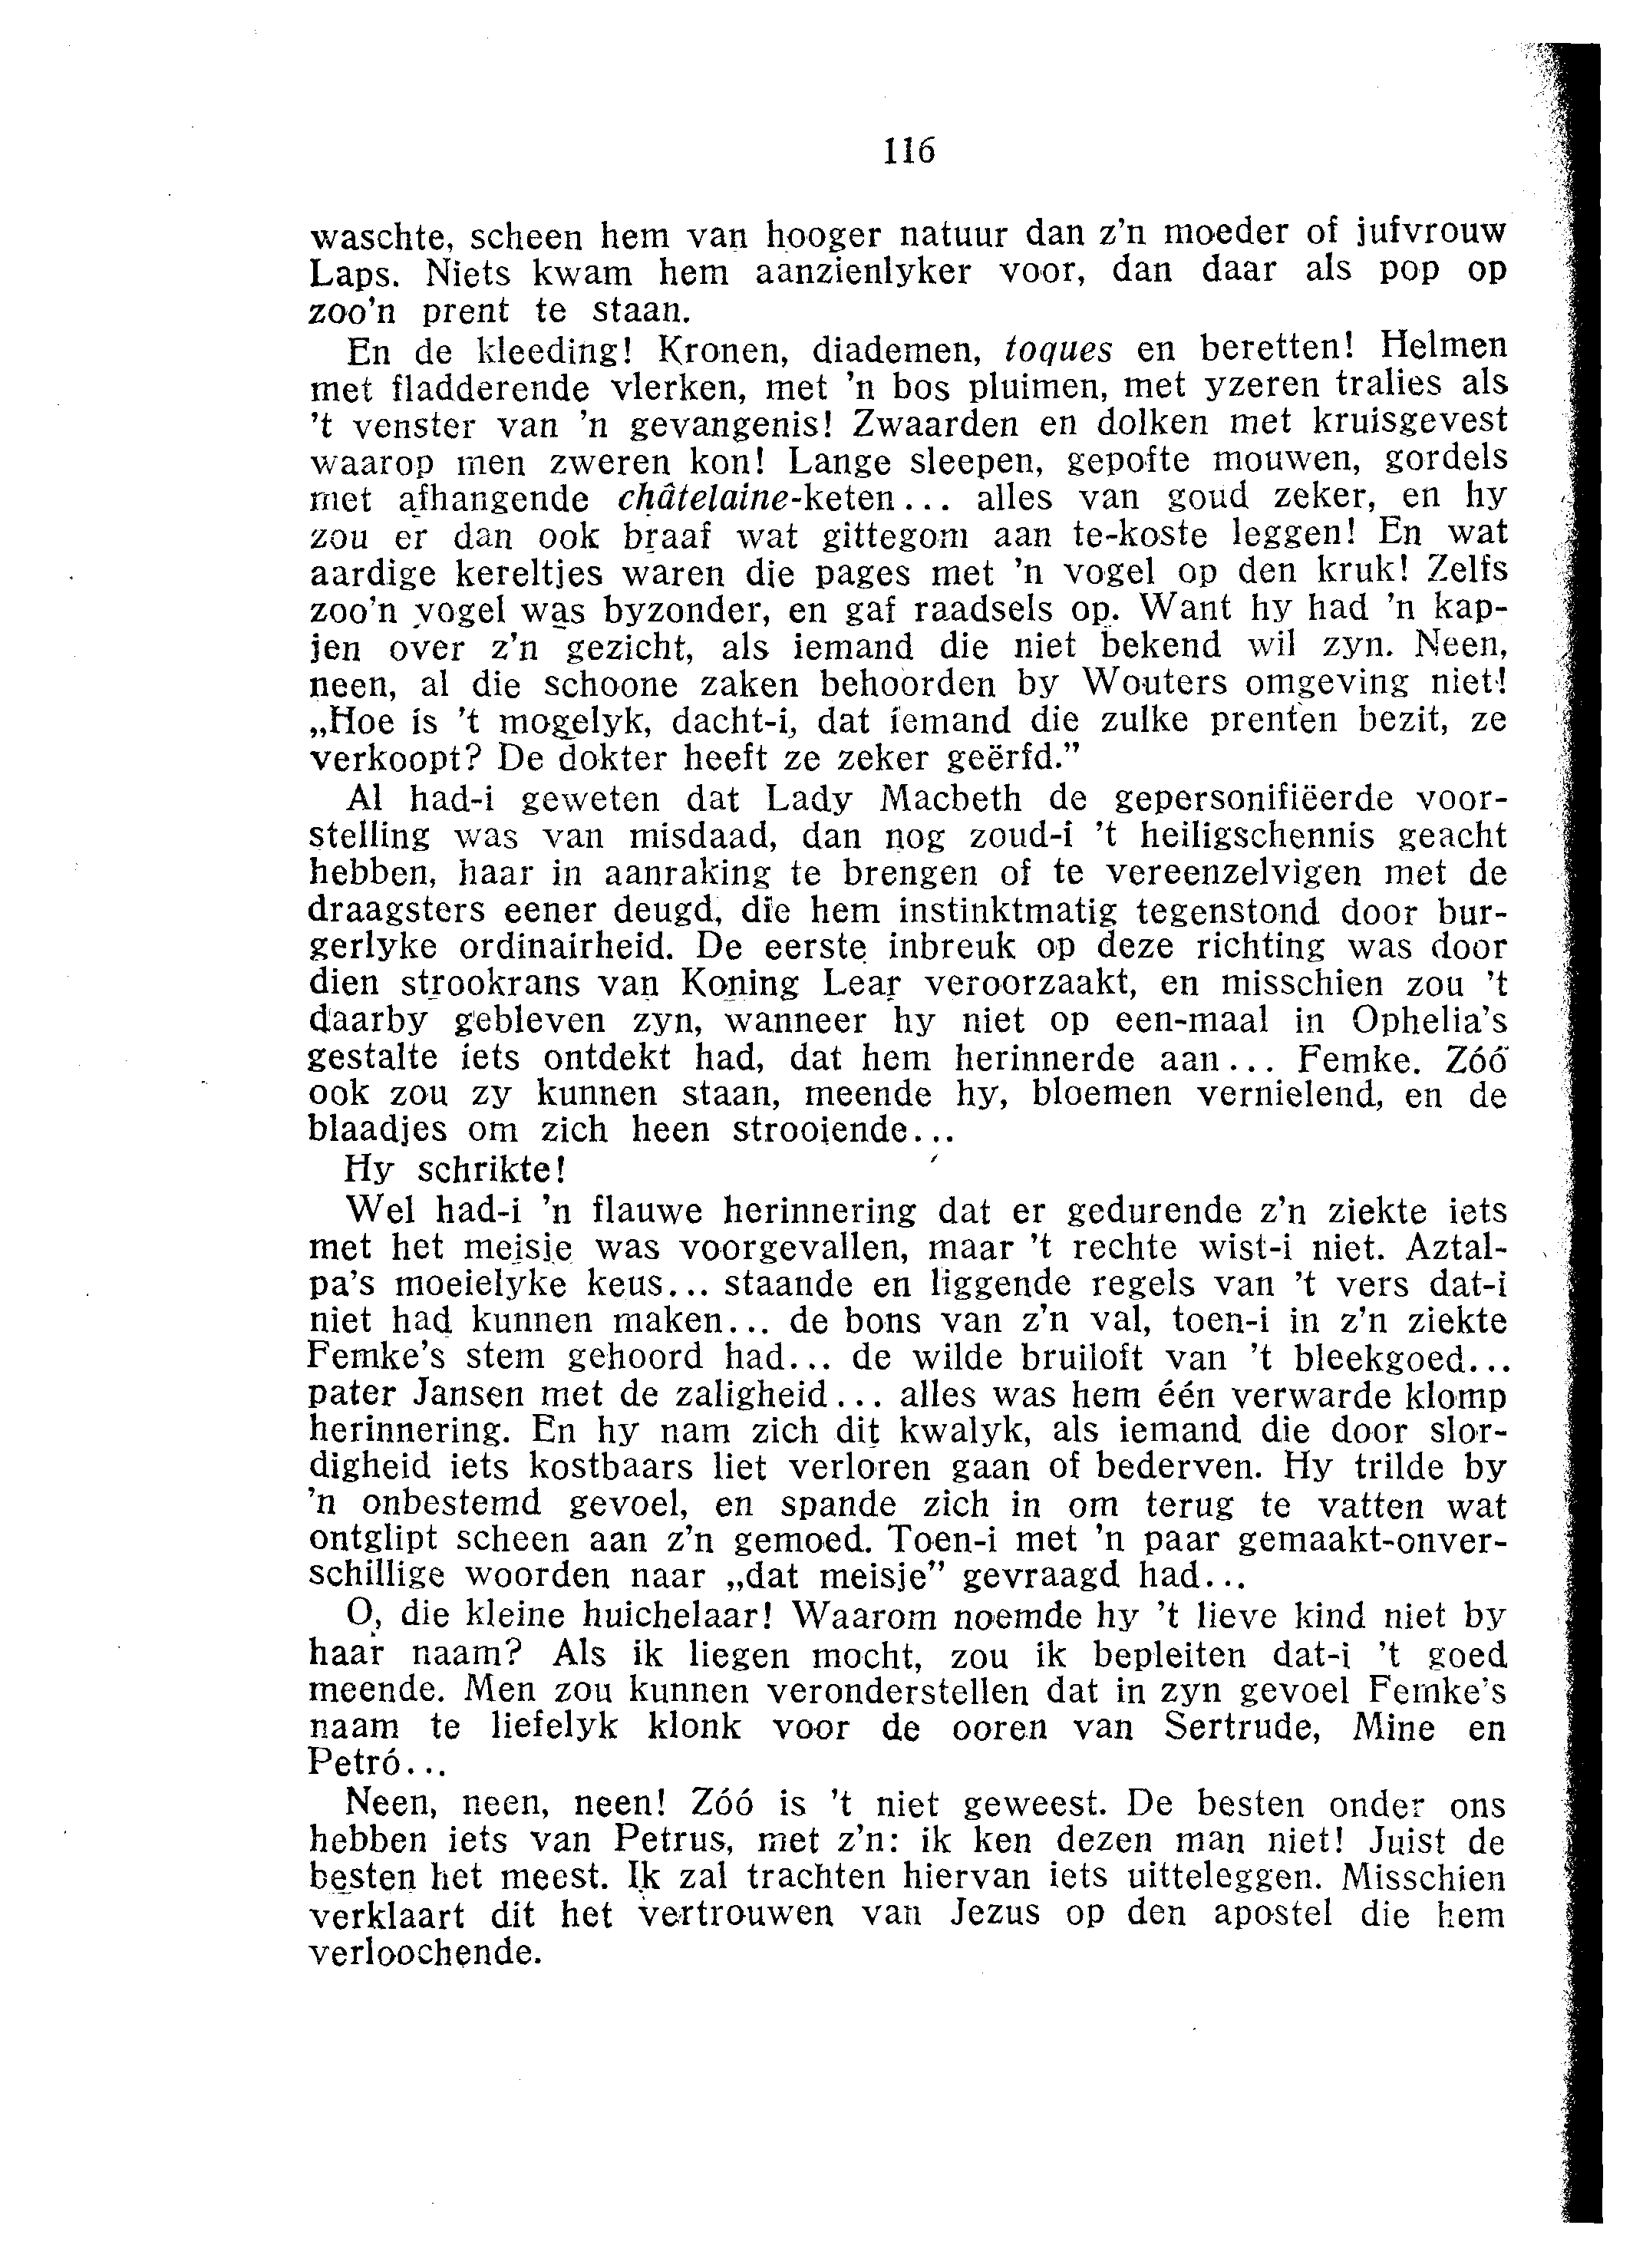 116
waschte, scheen hem van hooger natuur dan z'n moeder of jufvrouw
Laps. Niets kwam hem aanzienlyker voor, dan daar als pop op
zoo'n prent te staan.
En de kleeding! Kronen, diademen, toques en beretten! Helmen
met fladderende vlerken, met 'n bos pluimen, met yzeren tralies als
't venster van 'n gevangenis! Zwaarden en dolken met kruisgevest
waarop men zweren kon! Lange sleepen, gepofte mouwen, gordels
met afhangende châtelaine-keten... alles van goud zeker, en hy
zou er dan ook braaf wat gittegom aan te-koste leggen! En wat
aardige kereltjes waren die pages met 'n vogel op den kruk! Zelfs
zoo'n vogel was byzonder, en gaf raadsels op. Want hy had 'n kap-
jen over z'n gezicht, als iemand die niet bekend wil zyn. Neen,
neen, al die schoone zaken behoorden by Wouters omgeving niet!
„Hoe is 't mogelyk, dacht-i, dat iemand die zulke prenten bezit, ze
verkoopt? De dokter heeft ze zeker geërfd.”
Al had-i geweten dat Lady Macbeth de gepersonifiëerde voor-
stelling was van misdaad, dan nog zoud-i 't heiligschennis geacht
hebben, haar in aanraking te brengen of te vereenzelvigen met de
draagsters eener deugd, die hem instinktmatig tegenstond door bur-
gerlyke ordinairheid. De eerste inbreuk op deze richting was door
dien strookrans van Koning Lear veroorzaakt, en misschien zou 't
daarby gebleven zyn, wanneer hy niet op een-maal in Ophelia's
gestalte iets ontdekt had, dat hem herinnerde aan... Femke. Zóó
ook zou zy kunnen staan, meende hy, bloemen vernielend, en de
blaadjes om zich heen strooiende...
Hy schrikte!
Wel had-i 'n flauwe herinnering dat er gedurende z'n ziekte iets
met het meisje was voorgevallen, maar 't rechte wist-i niet. Aztal-
pa's moeielyke keus... staande en liggende regels van 't vers dat-i
niet had kunnen maken... de bons van z'n val, toen-i in z'n ziekte
Femke's stem gehoord had... de wilde bruiloft van 't bleekgoed...
pater Jansen met de zaligheid... alles was hem één verwarde klomp
herinnering. En hy nam zich dit kwalyk, als iemand die door slor-
digheid iets kostbaars liet verloren gaan of bederven. Hy trilde by
'n onbestemd gevoel, en spande zich in om terug te vatten wat
ontglipt scheen aan z'n gemoed. Toen-i met 'n paar gemaakt-onver-
schillige woorden naar „dat meisje” gevraagd had...
O, die kleine huichelaar! Waarom noemde hy 't lieve kind niet by
haar naam? Als ik liegen mocht, zou ik bepleiten dat-i 't goed
meende. Men zou kunnen veronderstellen dat in zyn gevoel Femke's
naam te liefelyk klonk voor de ooren van Sertrude, Mine en
Petró...
Neen, neen, neen! Zóó is 't niet geweest. De besten onder ons
hebben iets van Petrus, met z'n: ik ken dezen man niet! Juist de
besten het meest. Ik zal trachten hiervan iets uitteleggen. Misschien
verklaart dit het vertrouwen van Jezus op den apostel die hem
verloochende.